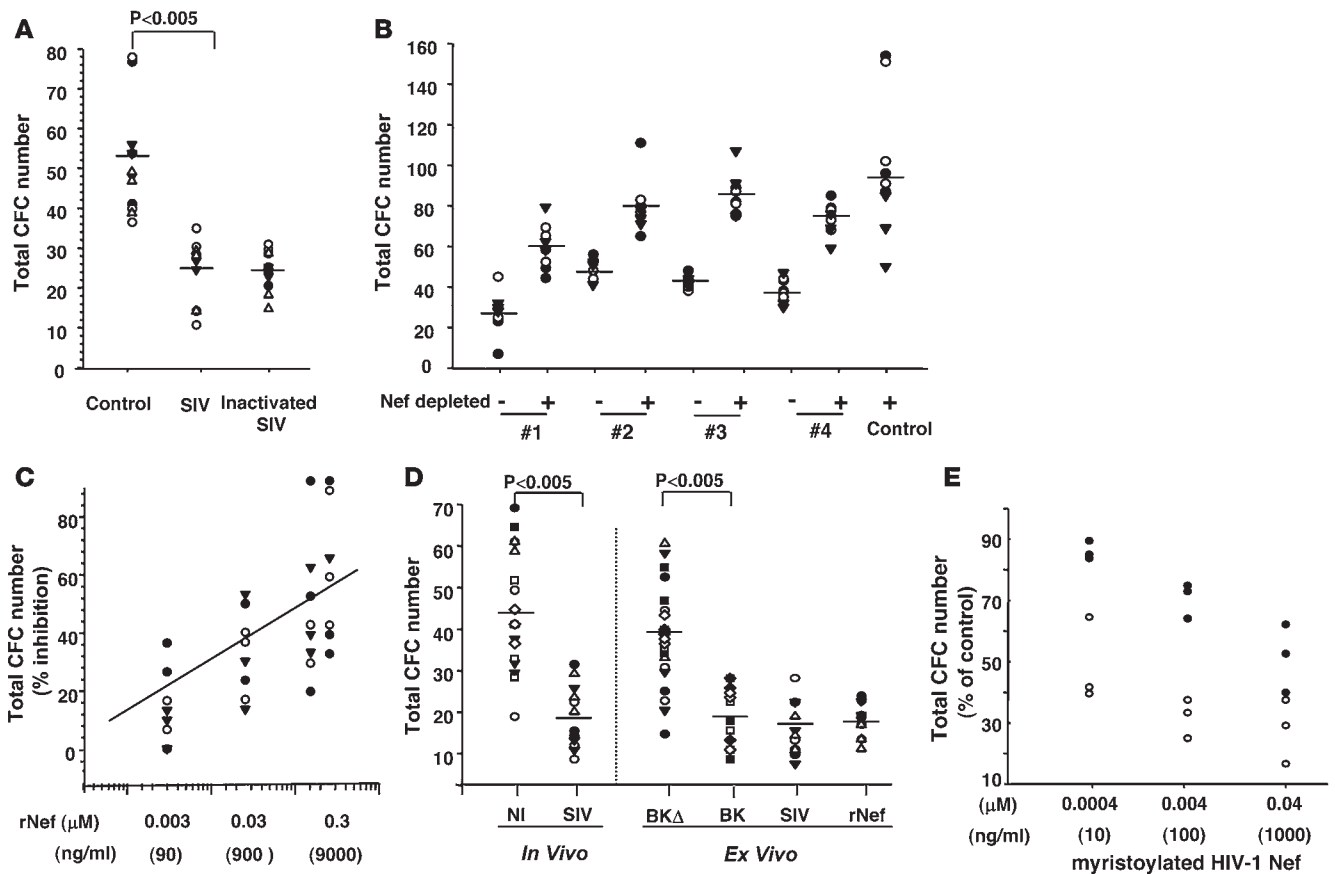 A
P<0.005
80
70
60
50
40
30
20
10
0
Total CFC number
Control SIV Inactivated SIV
B
160
140
120
100
80
60
40
20
0
Total CFC number
Nef depleted - + - + - + - + +
#1 #2 #3 #4 Control
C
80
60
40
20
0
Total CFC number
(% inhibition)
rNef (μM) 0.003 0.03 0.3
(ng/ml) (90) (900 ) (9000)
D
P<0.005 P<0.005
70
60
50
40
30
20
10
Total CFC number
NI SIV BKΔ BK SIV rNef
In Vivo Ex Vivo
E
90
70
50
30
10
Total CFC number
(% of control)
(μM) 0.0004 0.004 0.04
(ng/ml) (10) (100) (1000)
myristoylated HIV-1 Nef